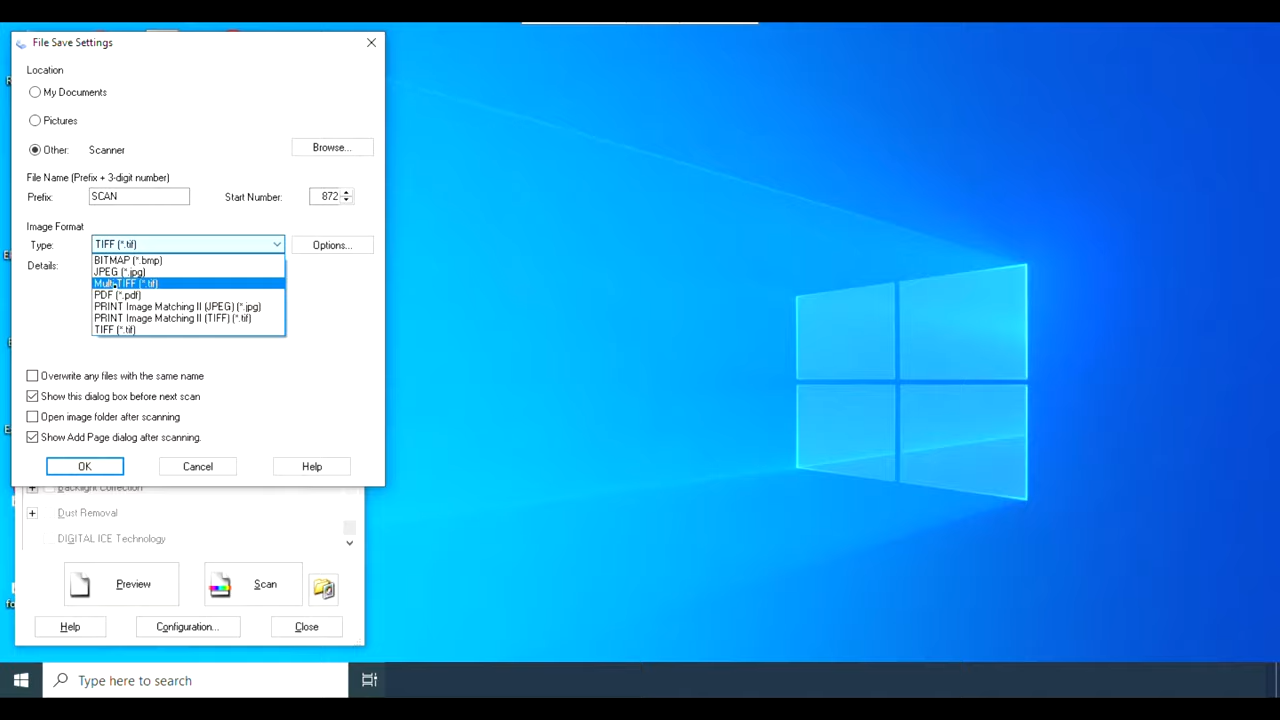 File Save Settings
Location
My Documents
Pictures
Other: Scanner
Browse...
File Name (Prefix + 3-digit number)
Prefix: SCAN Start Number: 872
Image Format
Type: TIFF (*.tif) Options...
Details:
BITMAP (*.bmp)
JPEG (*.jpg)
Multi-TIFF (*.tif)
PDF (*.pdf)
PRINT Image Matching II (JPEG) (*.jpg)
PRINT Image Matching II (TIFF) (*.tif)
TIFF (*.tif)
Overwrite any files with the same name
Show this dialog box before next scan
Open image folder after scanning
Show Add Page dialog after scanning.
OK Cancel Help
Backlight Correction
Dust Removal
DIGITAL ICE Technology
Preview Scan
Help Configuration... Close
Type here to search